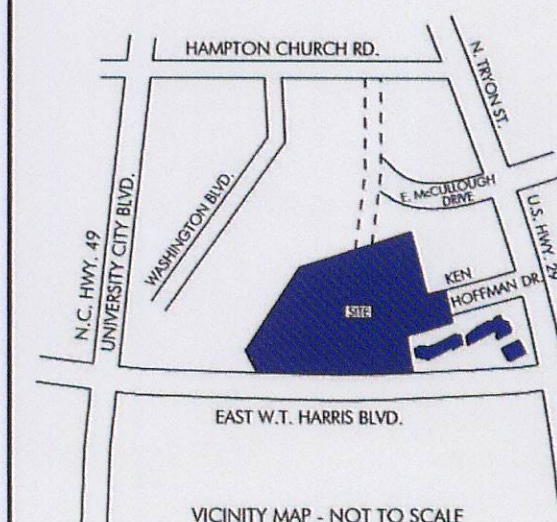 HAMPTON CHURCH RD.
N. TRYON ST.
N.C. HWY. 49
UNIVERSITY CITY BLVD.
WASHINGTON BLVD.
E. McCULLOUGH
DRIVE
U.S. HWY. 29
KEN
HOFFMAN DR.
SITE
EAST W.T. HARRIS BLVD.
VICINITY MAP - NOT TO SCALE